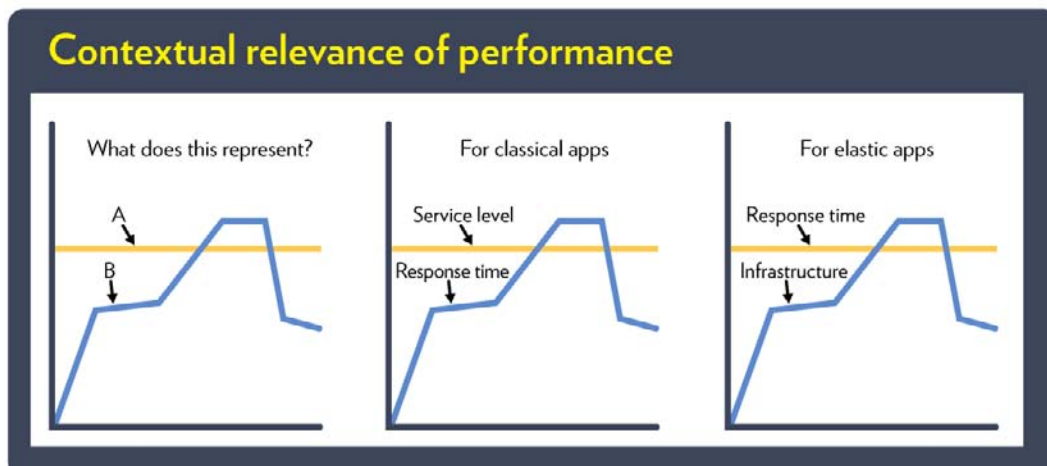 Contextual relevance of performance
What does this represent?
A
B
For classical apps
Service level
Response time
For elastic apps
Response time
Infrastructure